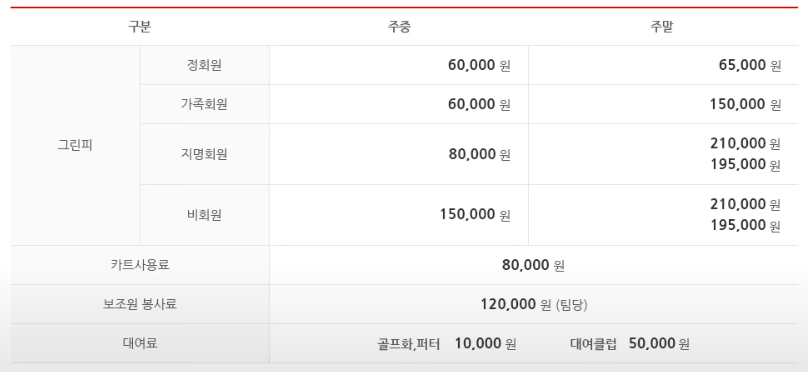 구분 주중 주말
정회원 60,000 원 65,000 원
가족회원 60,000 원 150,000 원
그린피
지명회원 80,000 원 210,000 원
195,000 원
비회원 150,000 원 210,000 원
195,000 원
카트사용료 80,000 원
보조원 봉사료 120,000 원 (팀당)
대여료 골프화,퍼터 10,000 원 대여클럽 50,000 원